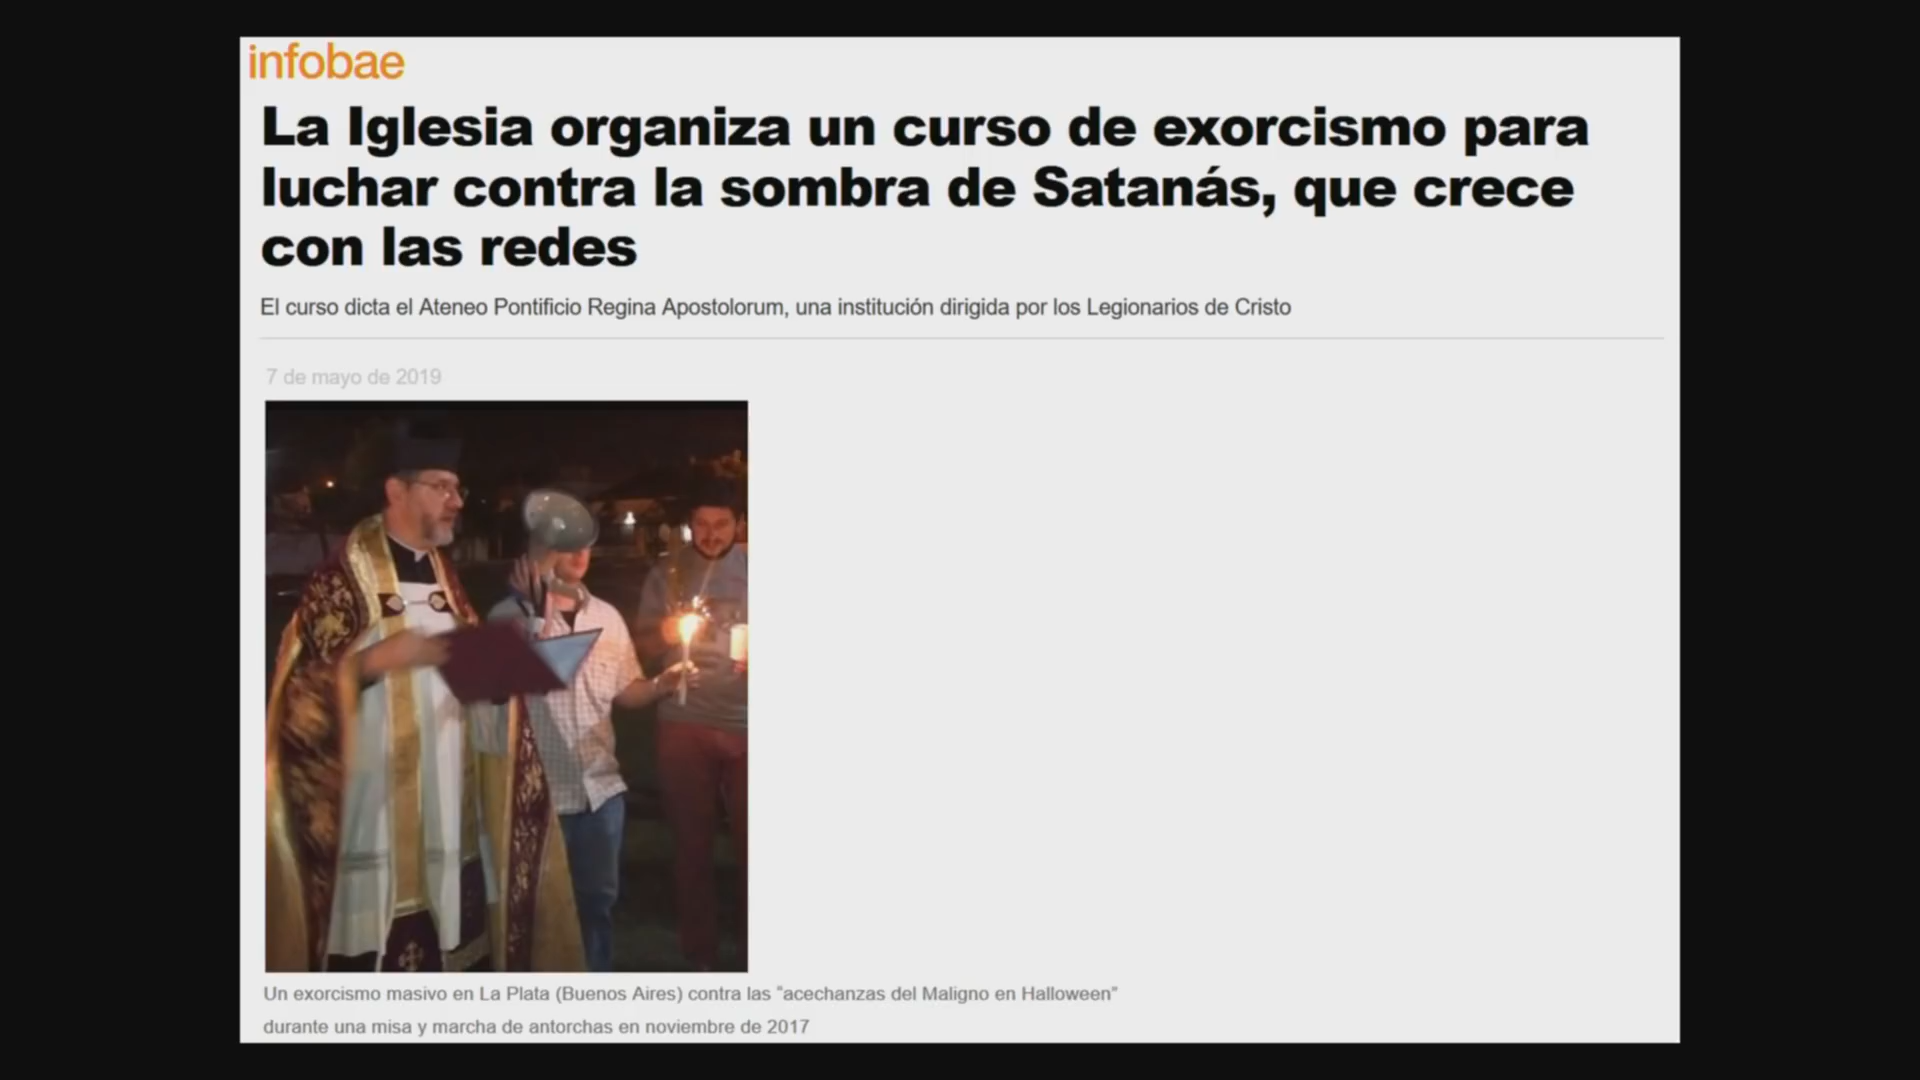 infobae
La Iglesia organiza un curso de exorcismo para
luchar contra la sombra de Satanás, que crece
con las redes
El curso dicta el Ateneo Pontificio Regina Apostolorum, una institución dirigida por los Legionarios de Cristo
7 de mayo de 2019
Un exorcismo masivo en La Plata (Buenos Aires) contra las "acechanzas del Maligno en Halloween"
durante una misa y marcha de antorchas en noviembre de 2017